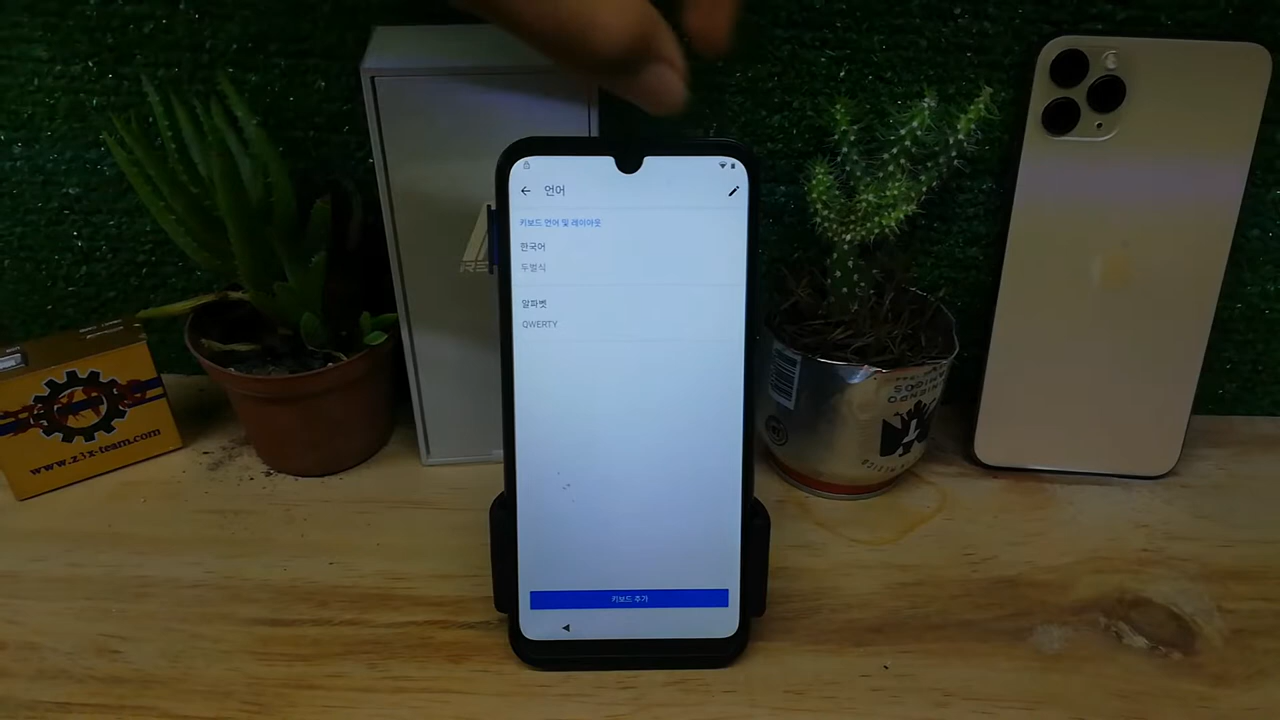 언어
키보드 언어 및 레이아웃
한국어
두벌식
알파벳
QWERTY
키보드 추가
www.z3x-team.com